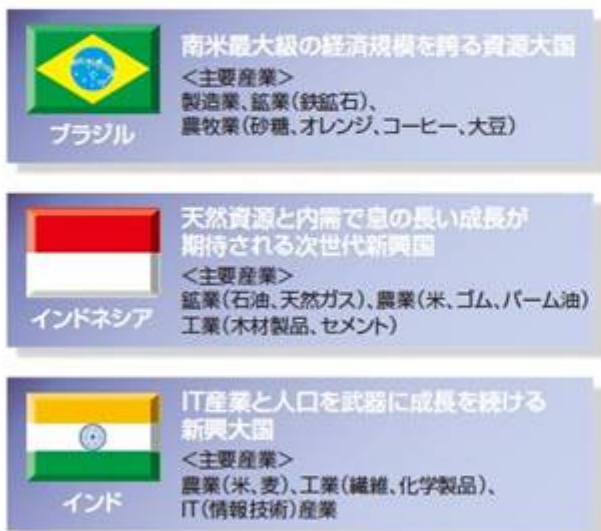 南米最大級の経済規模を誇る資源大国
<主要産業>
製造業、鉱業(鉄鉱石)、
農牧業(砂糖、オレンジ、コーヒー、大豆)
ブラジル
天然資源と内需で息の長い成長が
期待される次世代新興国
<主要産業>
鉱業(石油、天然ガス)、農業(米、ゴム、パーム油)
工業(木材製品、セメント)
インドネシア
IT産業と人口を武器に成長を続ける
新興大国
<主要産業>
農業(米、麦)、工業(繊維、化学製品)、
IT(情報技術)産業
インド